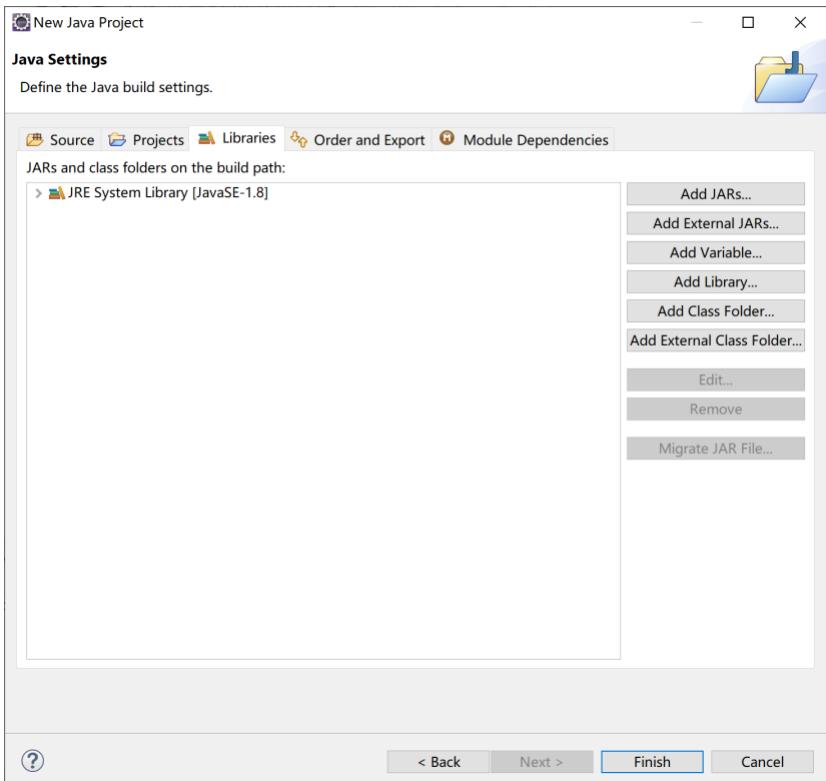 New Java Project
Java Settings
Define the Java build settings.
Source Projects Libraries Order and Export Module Dependencies
JARs and class folders on the build path:
JRE System Library [JavaSE-1.8]
Add JARs...
Add External JARs...
Add Variable...
Add Library...
Add Class Folder...
Add External Class Folder...
Edit...
Remove
Migrate JAR File...
? < Back Next > Finish Cancel